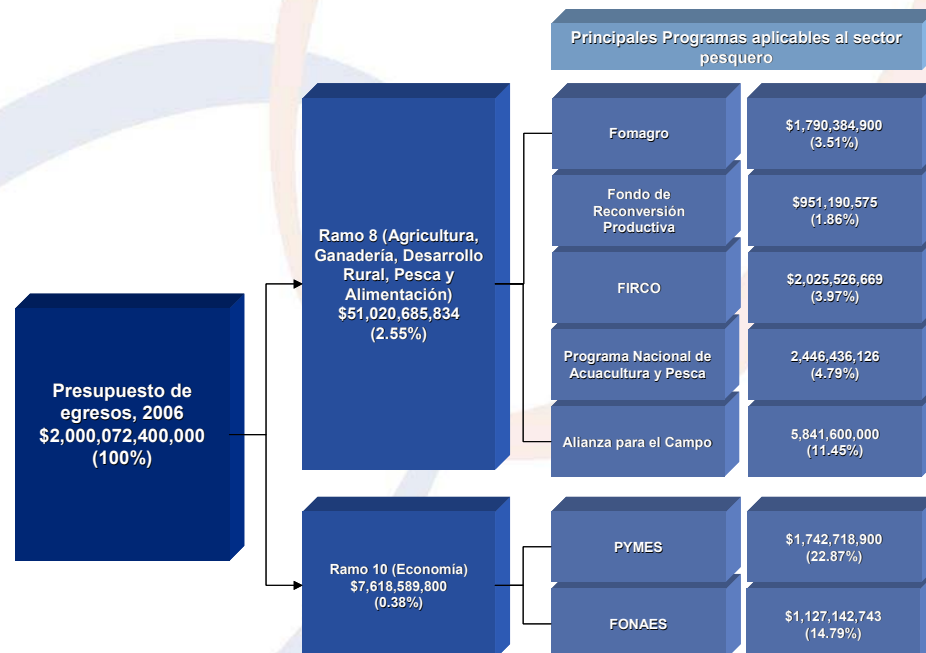 Principales Programas aplicables al sector
pesquero
Presupuesto de
egresos, 2006
$2,000,072,400,000
(100%)
Ramo 8 (Agricultura,
Ganadería, Desarrollo
Rural, Pesca y
Alimentación)
$51,020,685,834
(2.55%)
Fomagro
$1,790,384,900
(3.51%)
Fondo de
Reconversión
Productiva
$951,190,575
(1.86%)
FIRCO
$2,025,526,669
(3.97%)
Programa Nacional de
Acuacultura y Pesca
2,446,436,126
(4.79%)
Alianza para el Campo
5,841,600,000
(11.45%)
Ramo 10 (Economía)
$7,618,589,800
(0.38%)
PYMES
$1,742,718,900
(22.87%)
FONAES
$1,127,142,743
(14.79%)